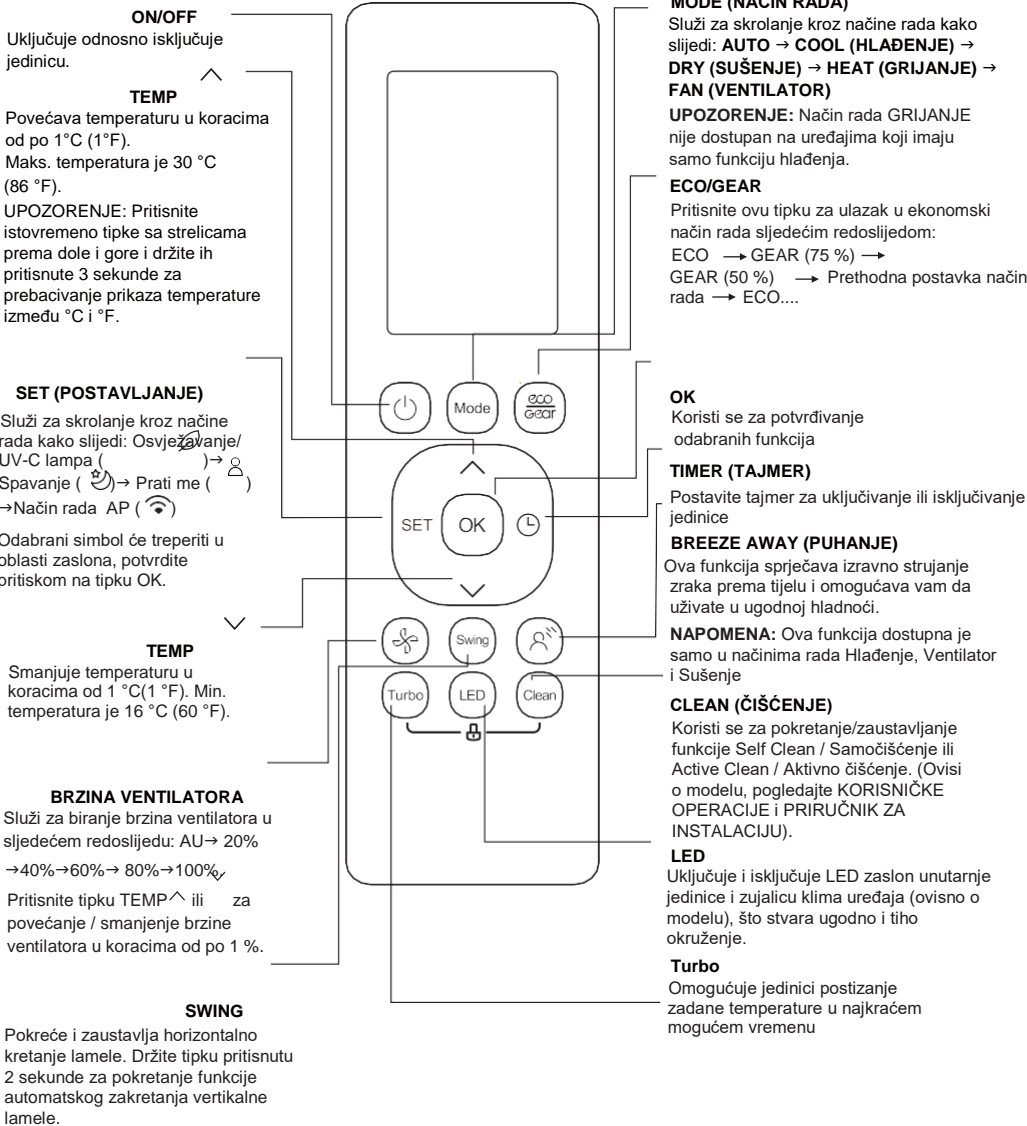 ON/OFF
Uključuje odnosno isključuje
jedinicu.
TEMP
Povećava temperaturu u koracima
od po 1°C (1°F).
Maks. temperatura je 30 °C
(86 °F).
UPOZORENJE: Pritisnite
istovremeno tipke sa strelicama
prema dole i gore i držite ih
pritisnute 3 sekunde za
prebacivanje prikaza temperature
između °C i °F.
SET (POSTAVLJANJE)
Služi za skrolanje kroz načine
rada kako slijedi: Osvježavanje/
UV-C lampa ( )→
Spavanje ( )→ Prati me ( )
→Način rada AP ( )
Odabrani simbol će treperiti u
oblasti zaslona, potvrdite
pritiskom na tipku OK.
TEMP
Smanjuje temperaturu u
koracima od 1 °C(1 °F). Min.
temperatura je 16 °C (60 °F).
BRZINA VENTILATORA
Služi za biranje brzina ventilatora u
sljedećem redoslijedu: AU→ 20%
→40%→60%→ 80%→100%
Pritisnite tipku TEMP ili za
povećanje / smanjenje brzine
ventilatora u koracima od po 1 %.
SWING
Pokreće i zaustavlja horizontalno
kretanje lamele. Držite tipku pritisnutu
2 sekunde za pokretanje funkcije
automatskog zakretanja vertikalne
lamele.
Mode
eco
Gear
SET
OK
Swing
Turbo
LED
Clean
MODE (NAČIN RADA)
Služi za skrolanje kroz načine rada kako
slijedi: AUTO → COOL (HLAĐENJE) →
DRY (SUŠENJE) → HEAT (GRIJANJE) →
FAN (VENTILATOR)
UPOZORENJE: Način rada GRIJANJE
nije dostupan na uređajima koji imaju
samo funkciju hlađenja.
ECO/GEAR
Pritisnite ovu tipku za ulazak u ekonomski
način rada sljedećim redoslijedom:
ECO → GEAR (75 %) →
GEAR (50 %) → Prethodna postavka način
rada → ECO....
OK
Koristi se za potvrđivanje
odabranih funkcija
TIMER (TAJMER)
Postavite tajmer za uključivanje ili isključivanje
jedinice
BREEZE AWAY (PUHANJE)
Ova funkcija sprječava izravno strujanje
zraka prema tijelu i omogućava vam da
uživate u ugodnoj hladnoći.
NAPOMENA: Ova funkcija dostupna je
samo u načinima rada Hlađenje, Ventilator
i Sušenje
CLEAN (ČIŠĆENJE)
Koristi se za pokretanje/zaustavljanje
funkcije Self Clean / Samočišćenje ili
Active Clean / Aktivno čišćenje. (Ovisi
o modelu, pogledajte KORISNIČKE
OPERACIJE i PRIRUČNIK ZA
INSTALACIJU).
LED
Uključuje i isključuje LED zaslon unutarnje
jedinice i zujalicu klima uređaja (ovisno o
modelu), što stvara ugodno i tiho
okruženje.
Turbo
Omogućuje jedinici postizanje
zadane temperature u najkraćem
mogućem vremenu